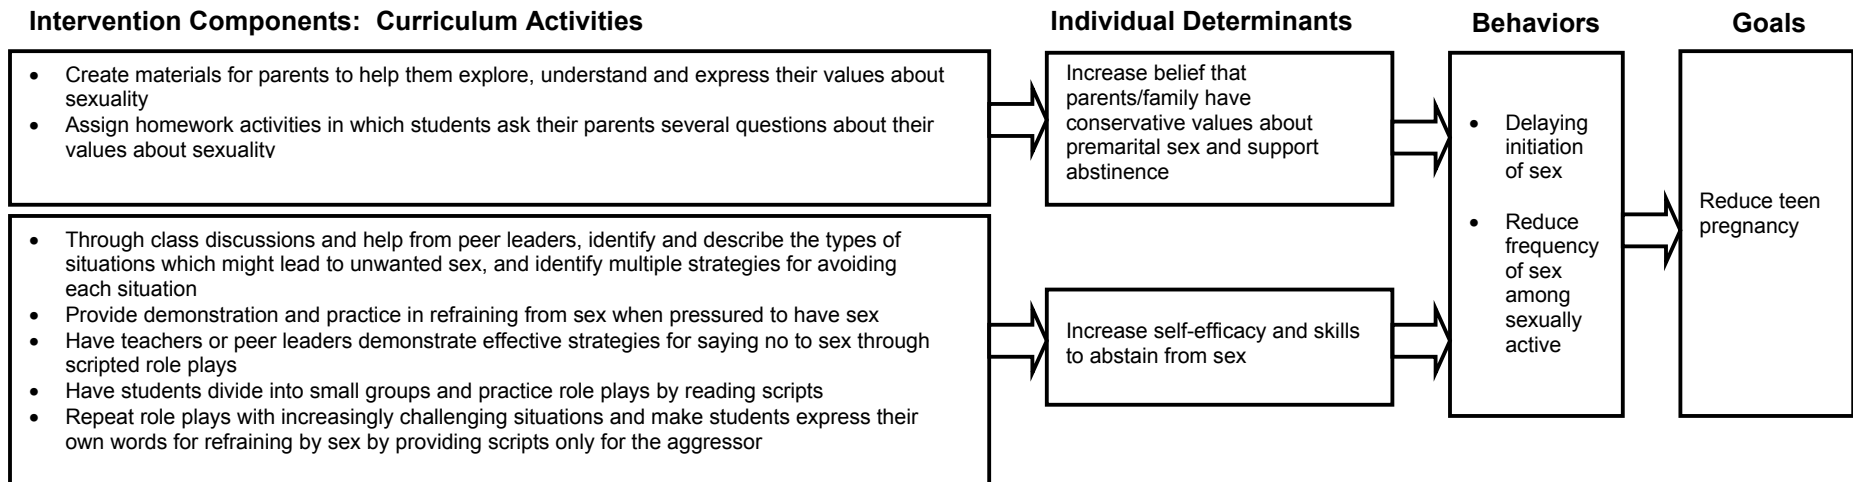 Intervention Components:  Curriculum Activities
• Create materials for parents to help them explore, understand and express their values about
sexuality
• Assign homework activities in which students ask their parents several questions about their
values about sexuality
• Through class discussions and help from peer leaders, identify and describe the types of
situations which might lead to unwanted sex, and identify multiple strategies for avoiding
each situation
• Provide demonstration and practice in refraining from sex when pressured to have sex
• Have teachers or peer leaders demonstrate effective strategies for saying no to sex through
scripted role plays
• Have students divide into small groups and practice role plays by reading scripts
• Repeat role plays with increasingly challenging situations and make students express their
own words for refraining by sex by providing scripts only for the aggressor
Individual Determinants
Increase belief that
parents/family have
conservative values about
premarital sex and support
abstinence
Increase self-efficacy and skills
to abstain from sex
Behaviors
• Delaying
initiation
of sex
• Reduce
frequency
of sex
among
sexually
active
Goals
Reduce teen
pregnancy